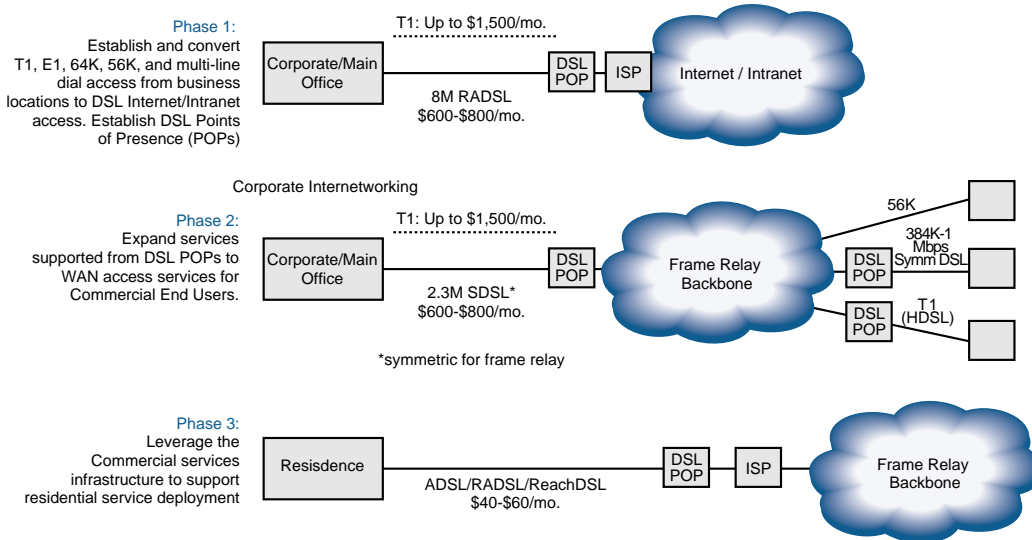 Phase 1:
Establish and convert
T1, E1, 64K, 56K, and multi-line
dial access from business
locations to DSL Internet/Intranet
access. Establish DSL Points
of Presence (POPs)
T1: Up to $1,500/mo.
Corporate/Main
Office
8M RADSL
$600-$800/mo.
DSL
POP
ISP
Internet / Intranet
Corporate Internetworking
Phase 2:
Expand services
supported from DSL POPs to
WAN access services for
Commercial End Users.
T1: Up to $1,500/mo.
Corporate/Main
Office
2.3M SDSL*
$600-$800/mo.
DSL
POP
Frame Relay
Backbone
56K
384K-1
Mbps
Symm DSL
DSL
POP
T1
(HDSL)
DSL
POP
*symmetric for frame relay
Phase 3:
Leverage the
Commercial services
infrastructure to support
residential service deployment
Resisdence
ADSL/RADSL/ReachDSL
$40-$60/mo.
DSL
POP
ISP
Frame Relay
Backbone